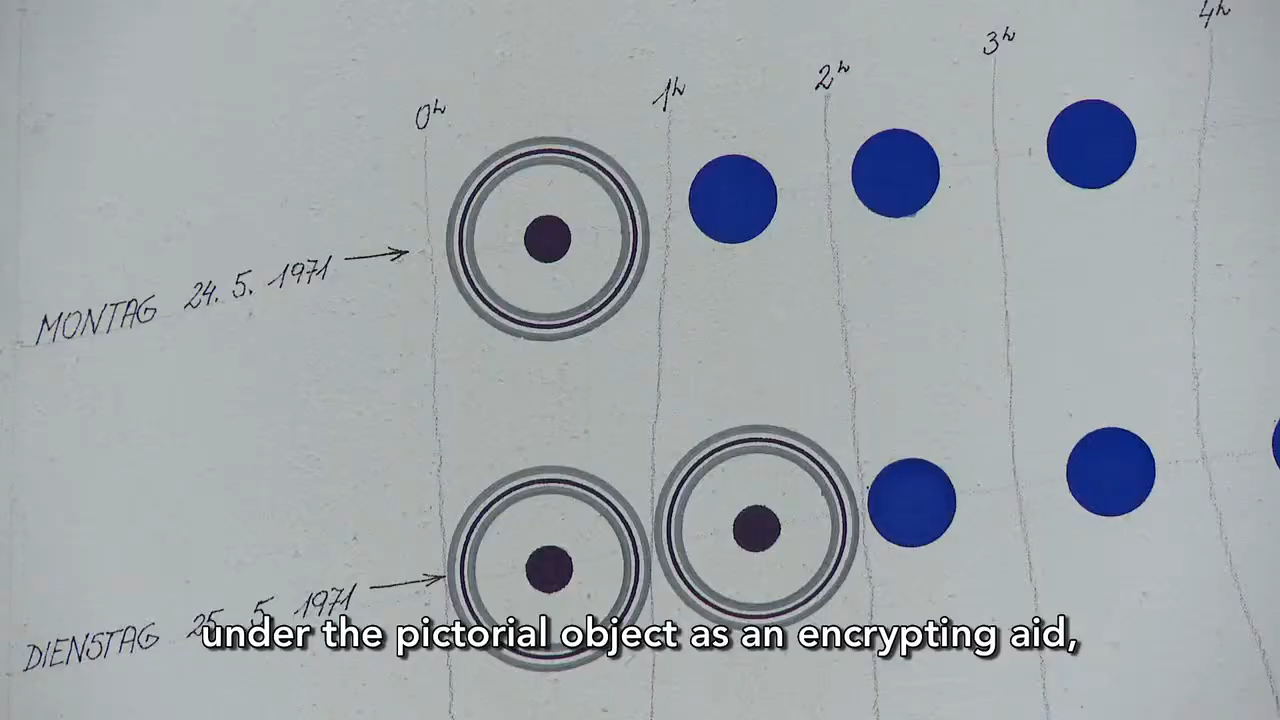 0h 1h 2h 3h 4h
MONTAG 24. 5. 1971
DIENSTAG 25. 5. 1971
under the pictorial object as an encrypting aid,